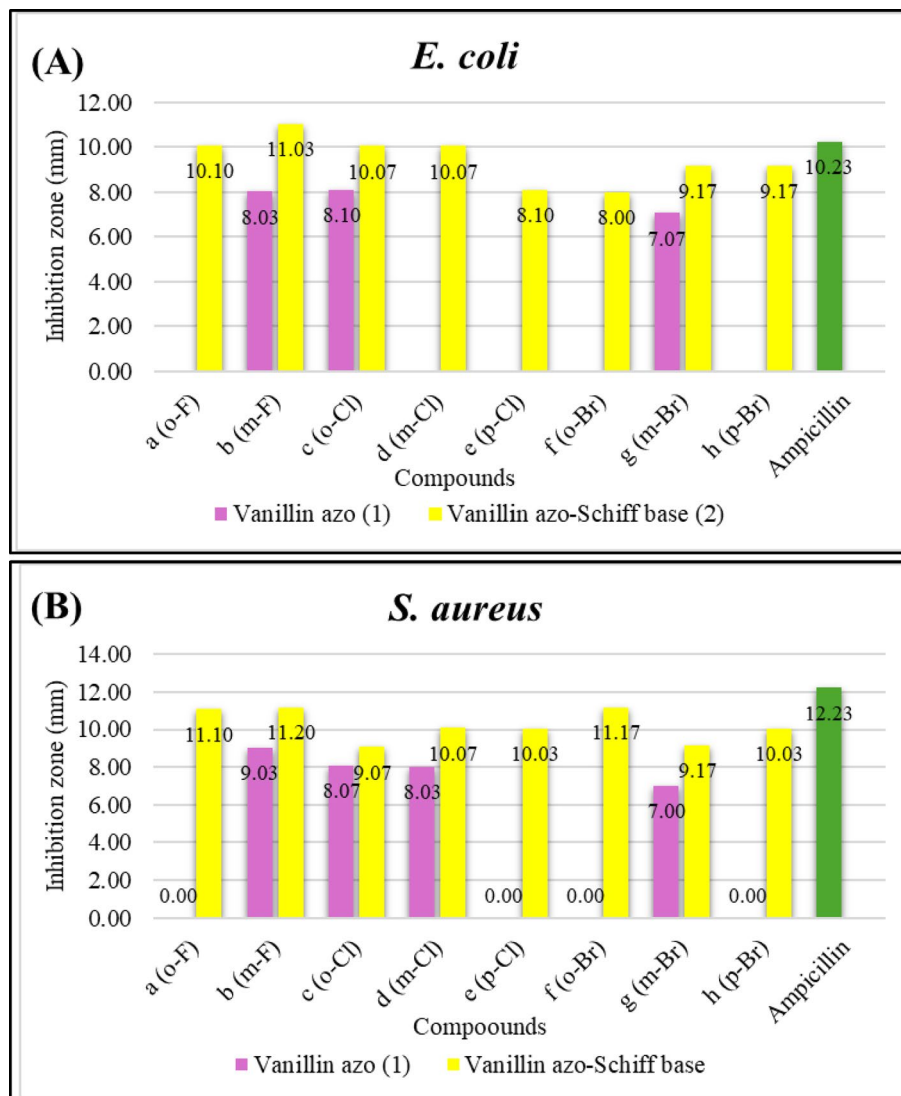 (A)
E. coli
Inhibition zone (mm)
12.00
10.00
8.00
6.00
4.00
2.00
0.00
10.10
8.03
11.03
8.10
10.07
10.07
8.10
8.00
7.07
9.17
9.17
10.23
a (o-F)
b (m-F)
c (o-Cl)
d (m-Cl)
e (p-Cl)
f (o-Br)
g (m-Br)
h (p-Br)
Ampicillin
Compounds
Vanillin azo (1) Vanillin azo-Schiff base (2)
(B)
S. aureus
Inhibition zone (mm)
14.00
12.00
10.00
8.00
6.00
4.00
2.00
0.00
0.00
11.10
9.03
11.20
8.07
9.07
8.03
10.07
0.00
10.03
0.00
11.17
7.00
9.17
0.00
10.03
12.23
a (o-F)
b (m-F)
c (o-Cl)
d (m-Cl)
e (p-Cl)
f (o-Br)
g (m-Br)
h (p-Br)
Ampicillin
Compoounds
Vanillin azo (1) Vanillin azo-Schiff base